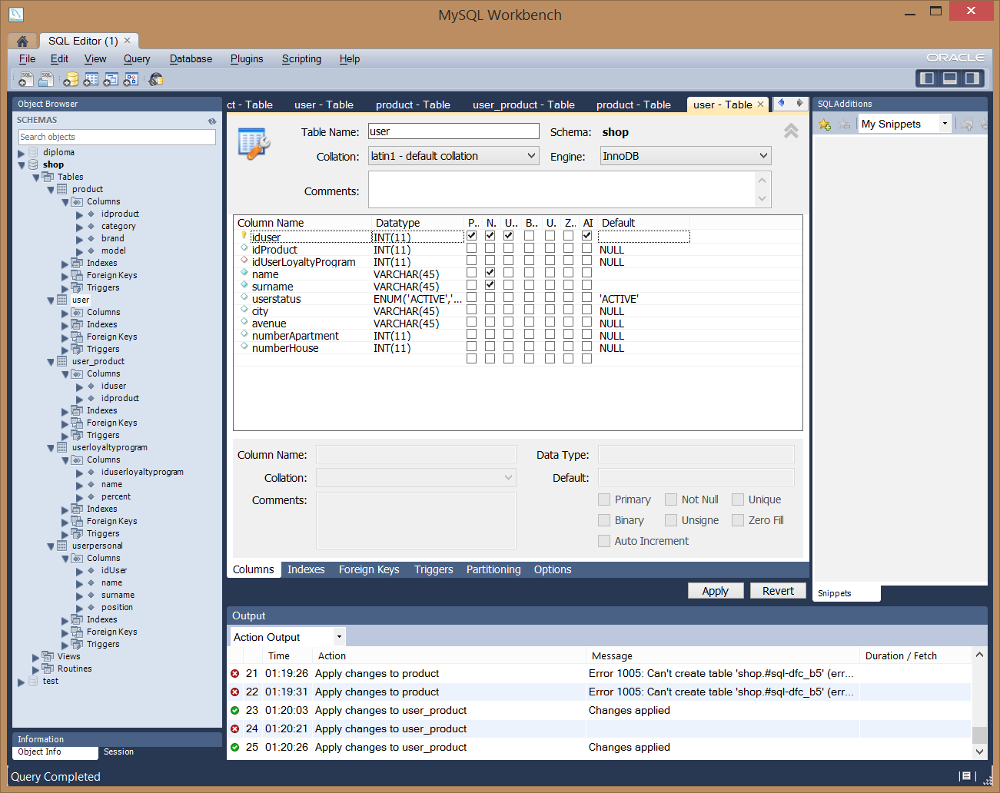 MySQL Workbench
SQL Editor (1)
File Edit View Query Database Plugins Scripting Help
ORACLE
Object Browser
SCHEMAS
Search objects
diploma
shop
Tables
product
Columns
idproduct
category
brand
model
Indexes
Foreign Keys
Triggers
user
Columns
Indexes
Foreign Keys
Triggers
user_product
Columns
iduser
idproduct
Indexes
Foreign Keys
Triggers
userloyaltyprogram
Columns
iduserloyaltyprogram
name
percent
Indexes
Foreign Keys
Triggers
userpersonal
Columns
idUser
name
surname
position
Indexes
Foreign Keys
Triggers
Views
Routines
test
Information
Object Info Session
ct - Table user - Table product - Table user_product - Table product - Table user - Table
Table Name: user Schema: shop
Collation: latin1 - default collation Engine: InnoDB
Comments:
Column Name Datatype P.. N. U.. B.. U. Z.. AI Default
iduser INT(11)
idProduct INT(11) NULL
idUserLoyaltyProgram INT(11) NULL
name VARCHAR(45)
surname VARCHAR(45)
userstatus ENUM('ACTIVE','... 'ACTIVE'
city VARCHAR(45) NULL
avenue VARCHAR(45) NULL
numberApartment INT(11) NULL
numberHouse INT(11) NULL
Column Name: Data Type:
Collation: Default:
Comments: Primary Not Null Unique
Binary Unsigne Zero Fill
Auto Increment
Columns Indexes Foreign Keys Triggers Partitioning Options
Apply Revert
SQLAdditions
My Snippets
Snippets
Output
Action Output
Time Action Message Duration / Fetch
21 01:19:26 Apply changes to product Error 1005: Can't create table 'shop.#sql-dfc_b5' (err...
22 01:19:31 Apply changes to product Error 1005: Can't create table 'shop.#sql-dfc_b5' (err...
23 01:20:03 Apply changes to user_product Changes applied
24 01:20:21 Apply changes to user_product
25 01:20:26 Apply changes to user_product Changes applied
Query Completed